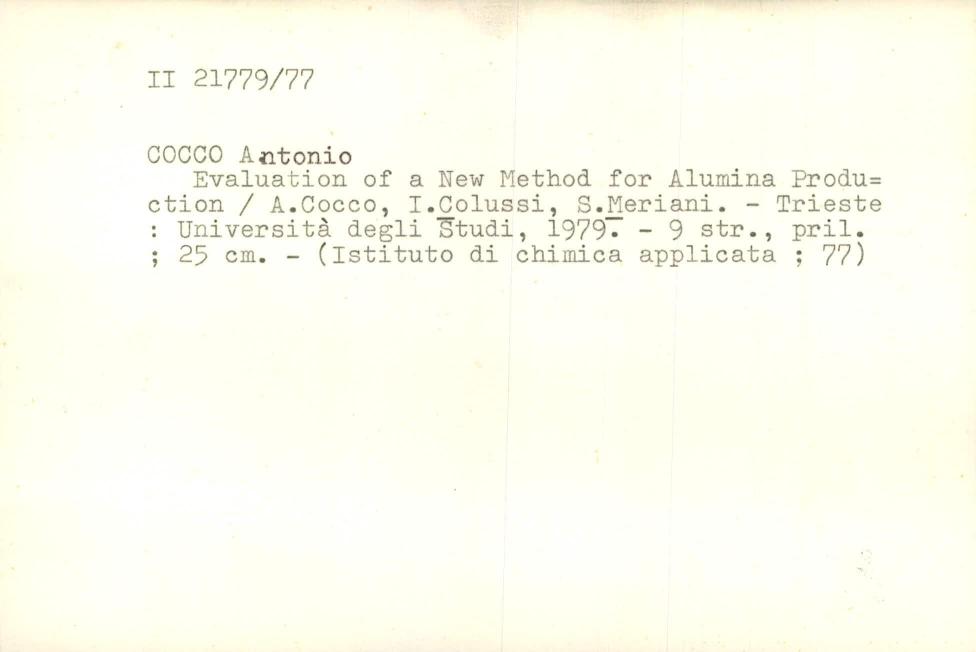 II 21779/77
COCCO Antonio
Evaluation of a New Method for Alumina Produ=
ction / A.Cocco, I.Colussi, S.Meriani. - Trieste
: Università degli Studi, 1979. - 9 str., pril.
; 25 cm. - (Istituto di chimica applicata ; 77)